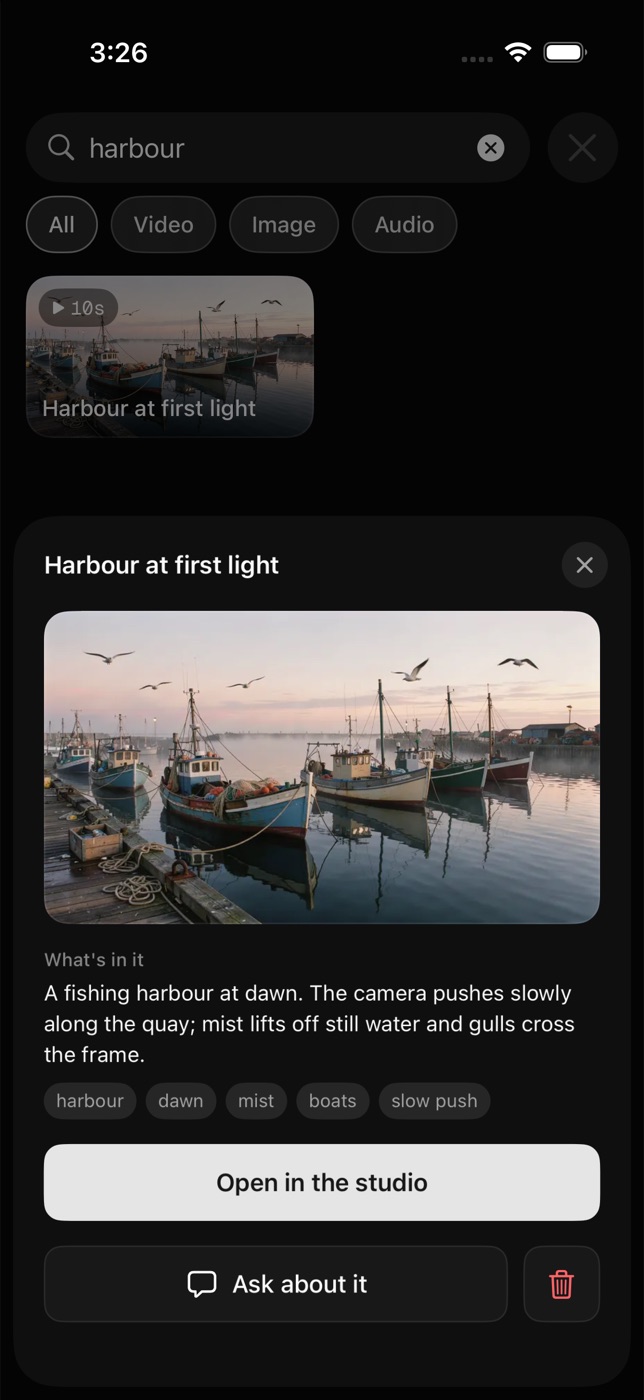 3:26
harbour
All
Video
Image
Audio
10s
Harbour at first light
Harbour at first light
What's in it
A fishing harbour at dawn. The camera pushes slowly
along the quay; mist lifts off still water and gulls cross
the frame.
harbour
dawn
mist
boats
slow push
Open in the studio
Ask about it